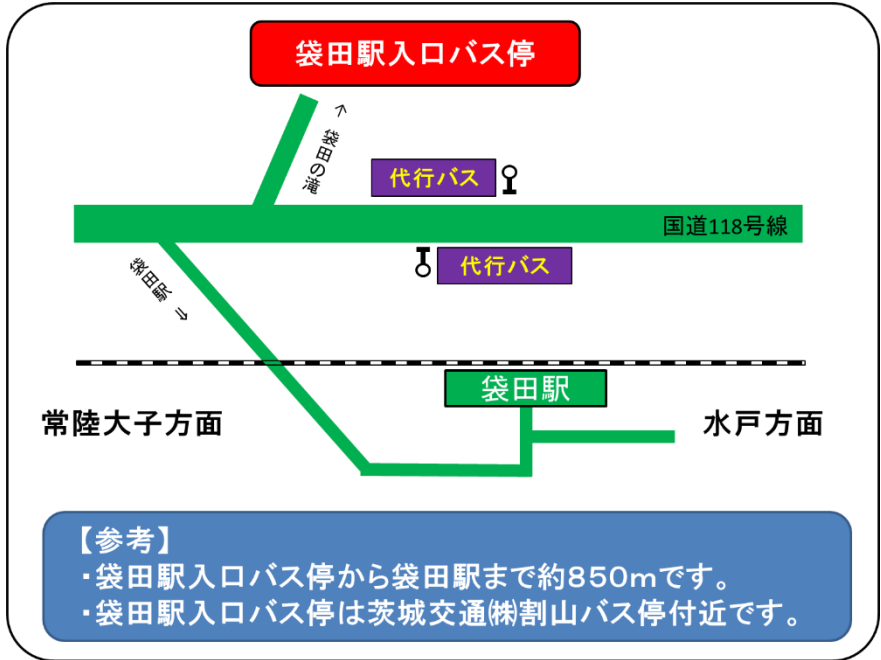 袋田駅入口バス停
↑ 袋田の滝
代行バス
国道118号線
代行バス
袋田駅 ⇒
袋田駅
常陸大子方面
水戸方面
【参考】
・袋田駅入口バス停から袋田駅まで約850mです。
・袋田駅入口バス停は茨城交通㈱割山バス停付近です。